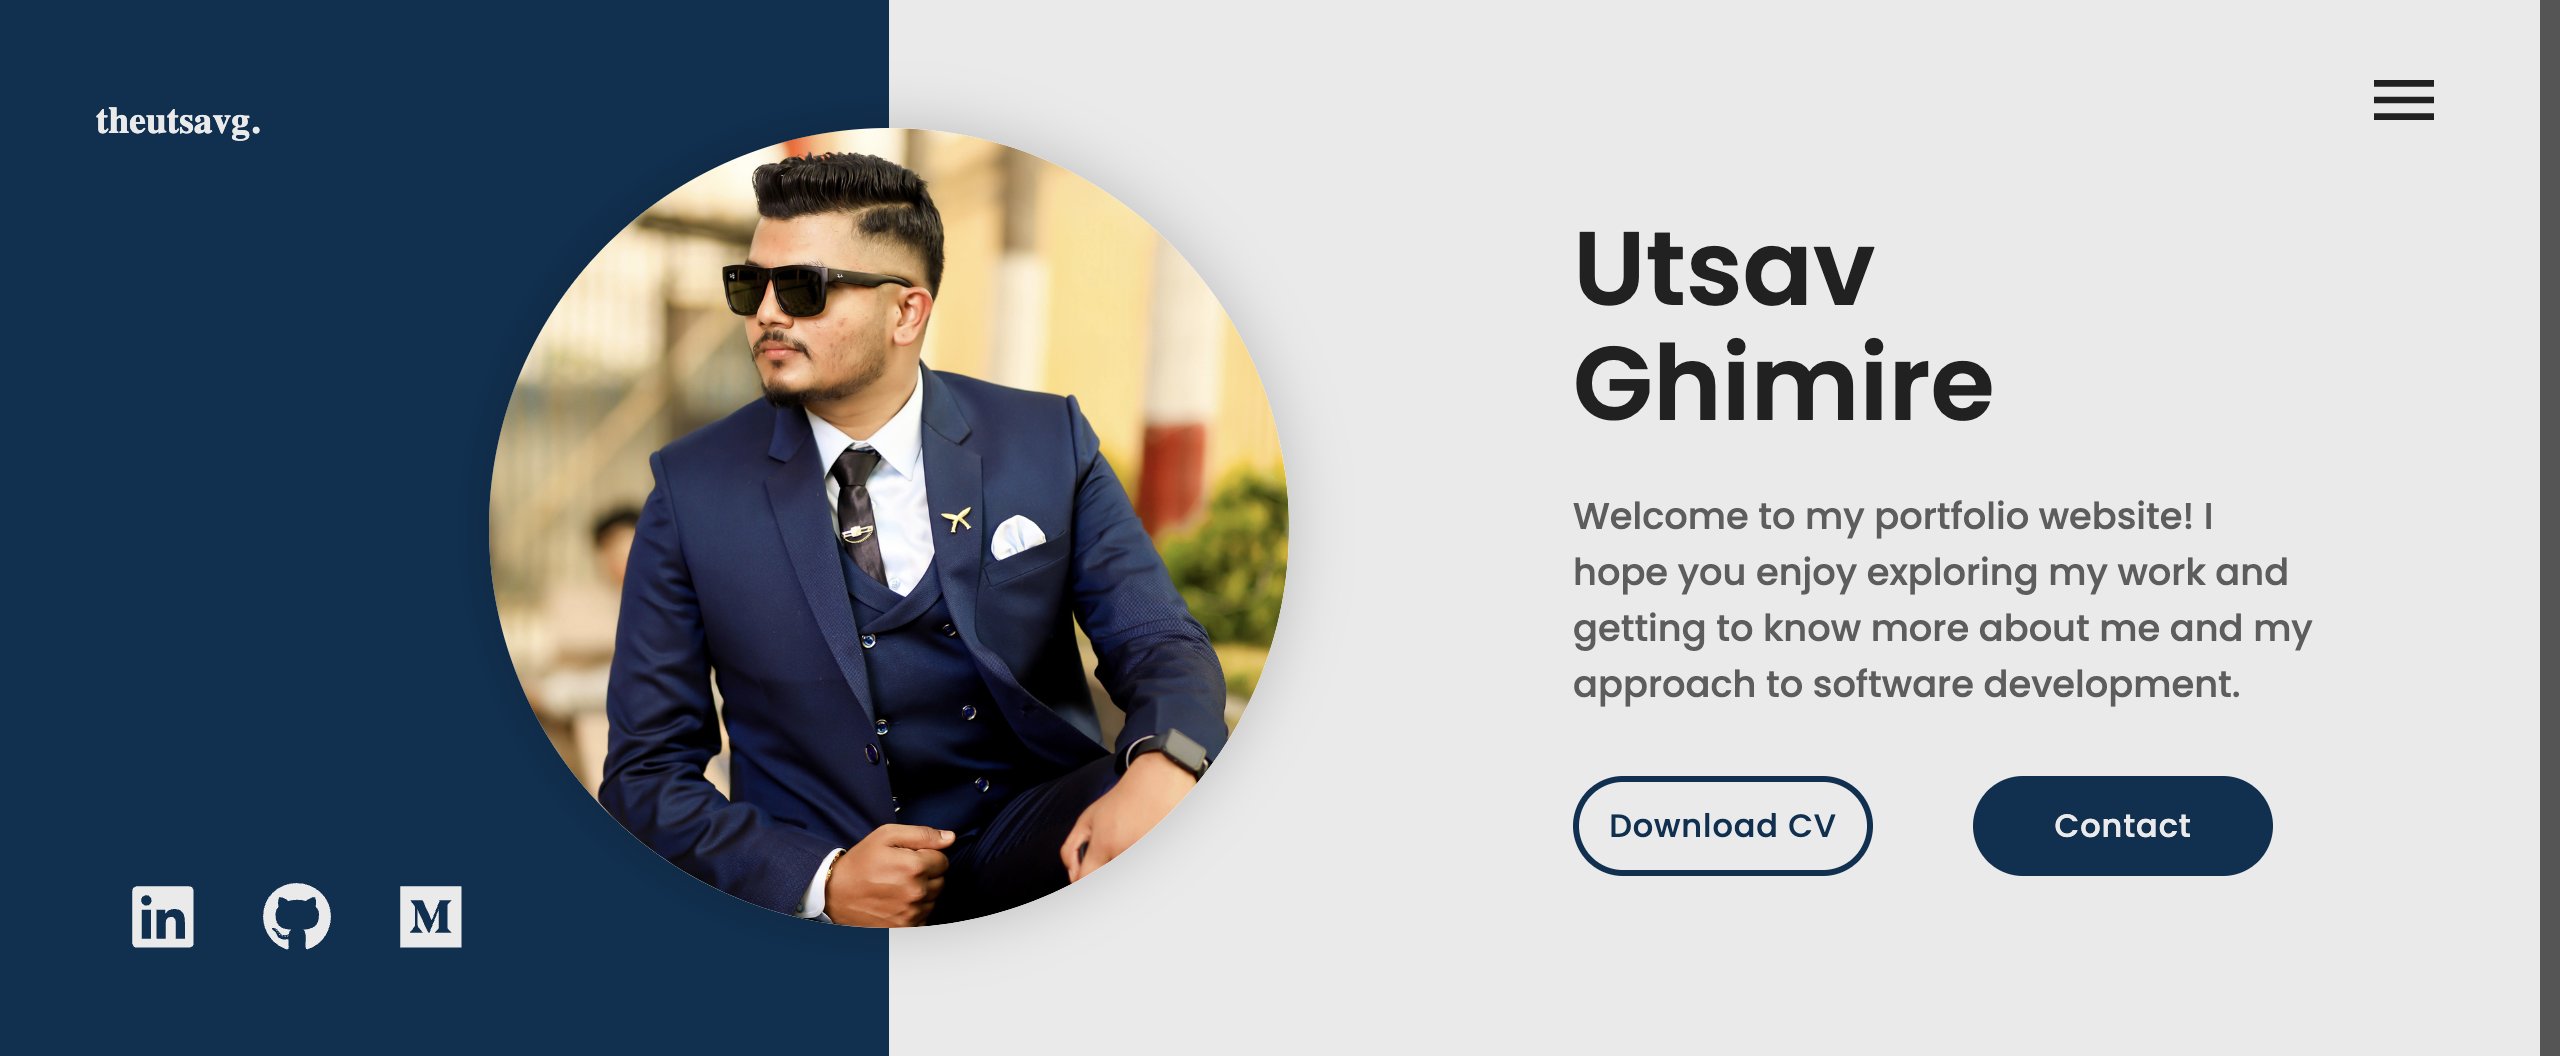 theutsavg.
Utsav
Ghimire
Welcome to my portfolio website! I
hope you enjoy exploring my work and
getting to know more about me and my
approach to software development.
Download CV
Contact
in
M